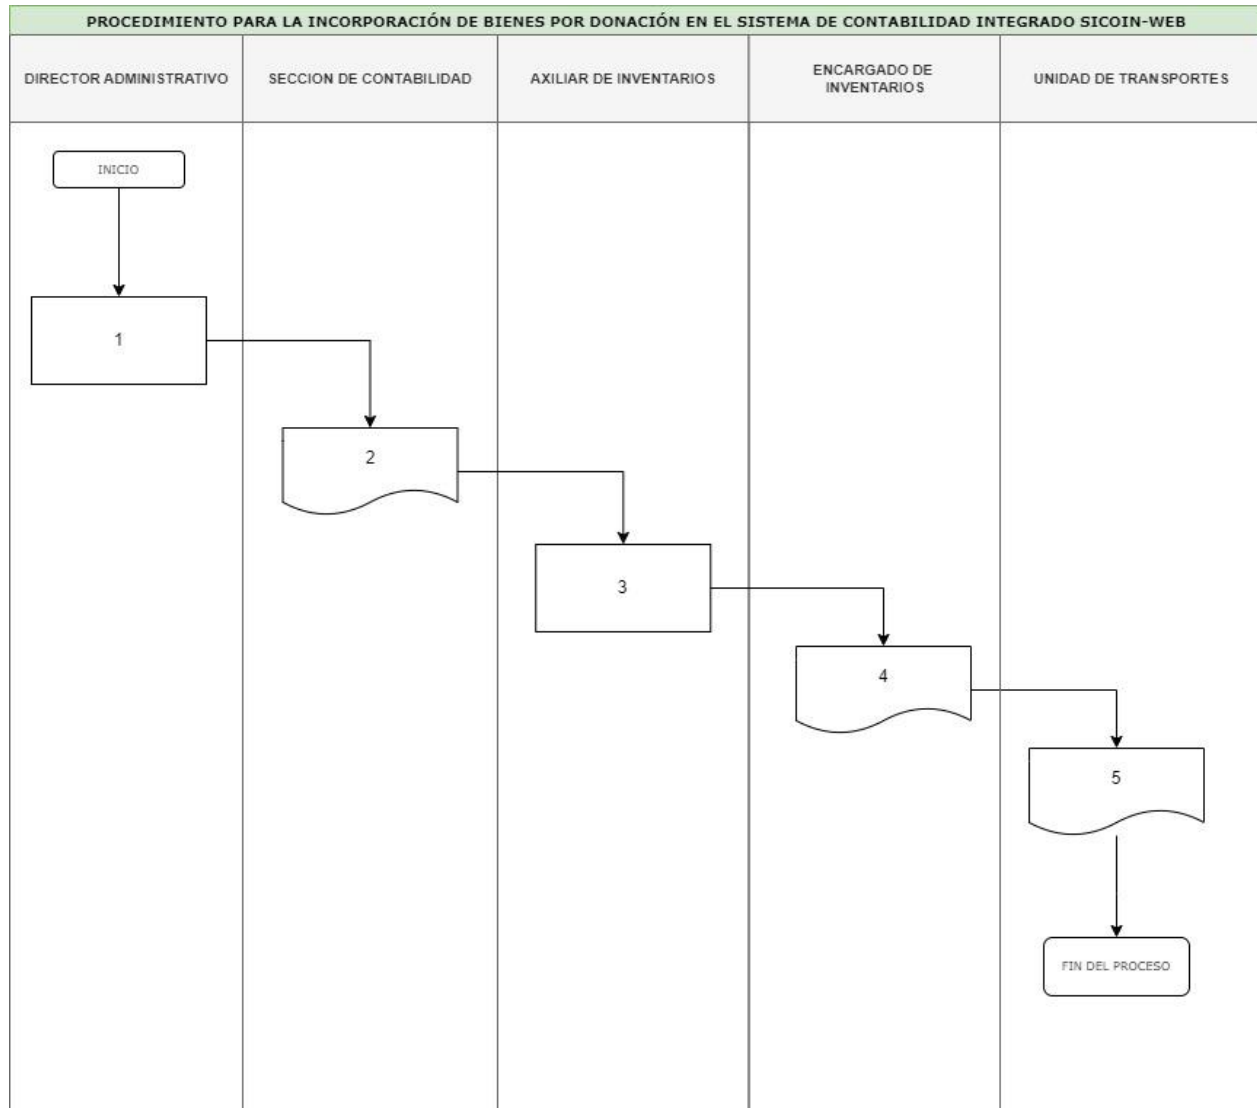 PROCEDIMIENTO PARA LA INCORPORACIÓN DE BIENES POR DONACIÓN EN EL SISTEMA DE CONTABILIDAD INTEGRADO SICOIN-WEB
DIRECTOR ADMINISTRATIVO
SECCION DE CONTABILIDAD
AXILIAR DE INVENTARIOS
ENCARGADO DE
INVENTARIOS
UNIDAD DE TRANSPORTES
INICIO
1
2
3
4
5
FIN DEL PROCESO